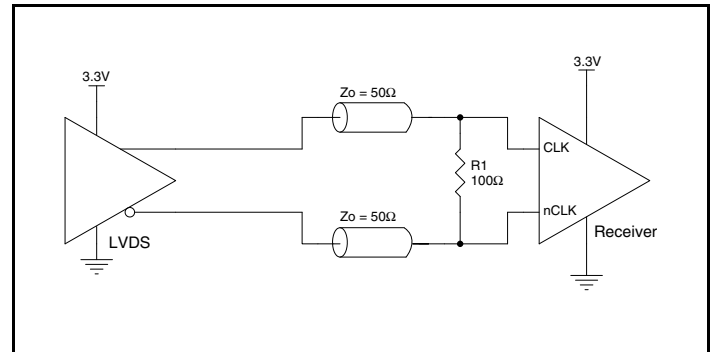 3.3V
3.3V
Zo = 50Ω
CLK
R1
100Ω
nCLK
Zo = 50Ω
LVDS
Receiver